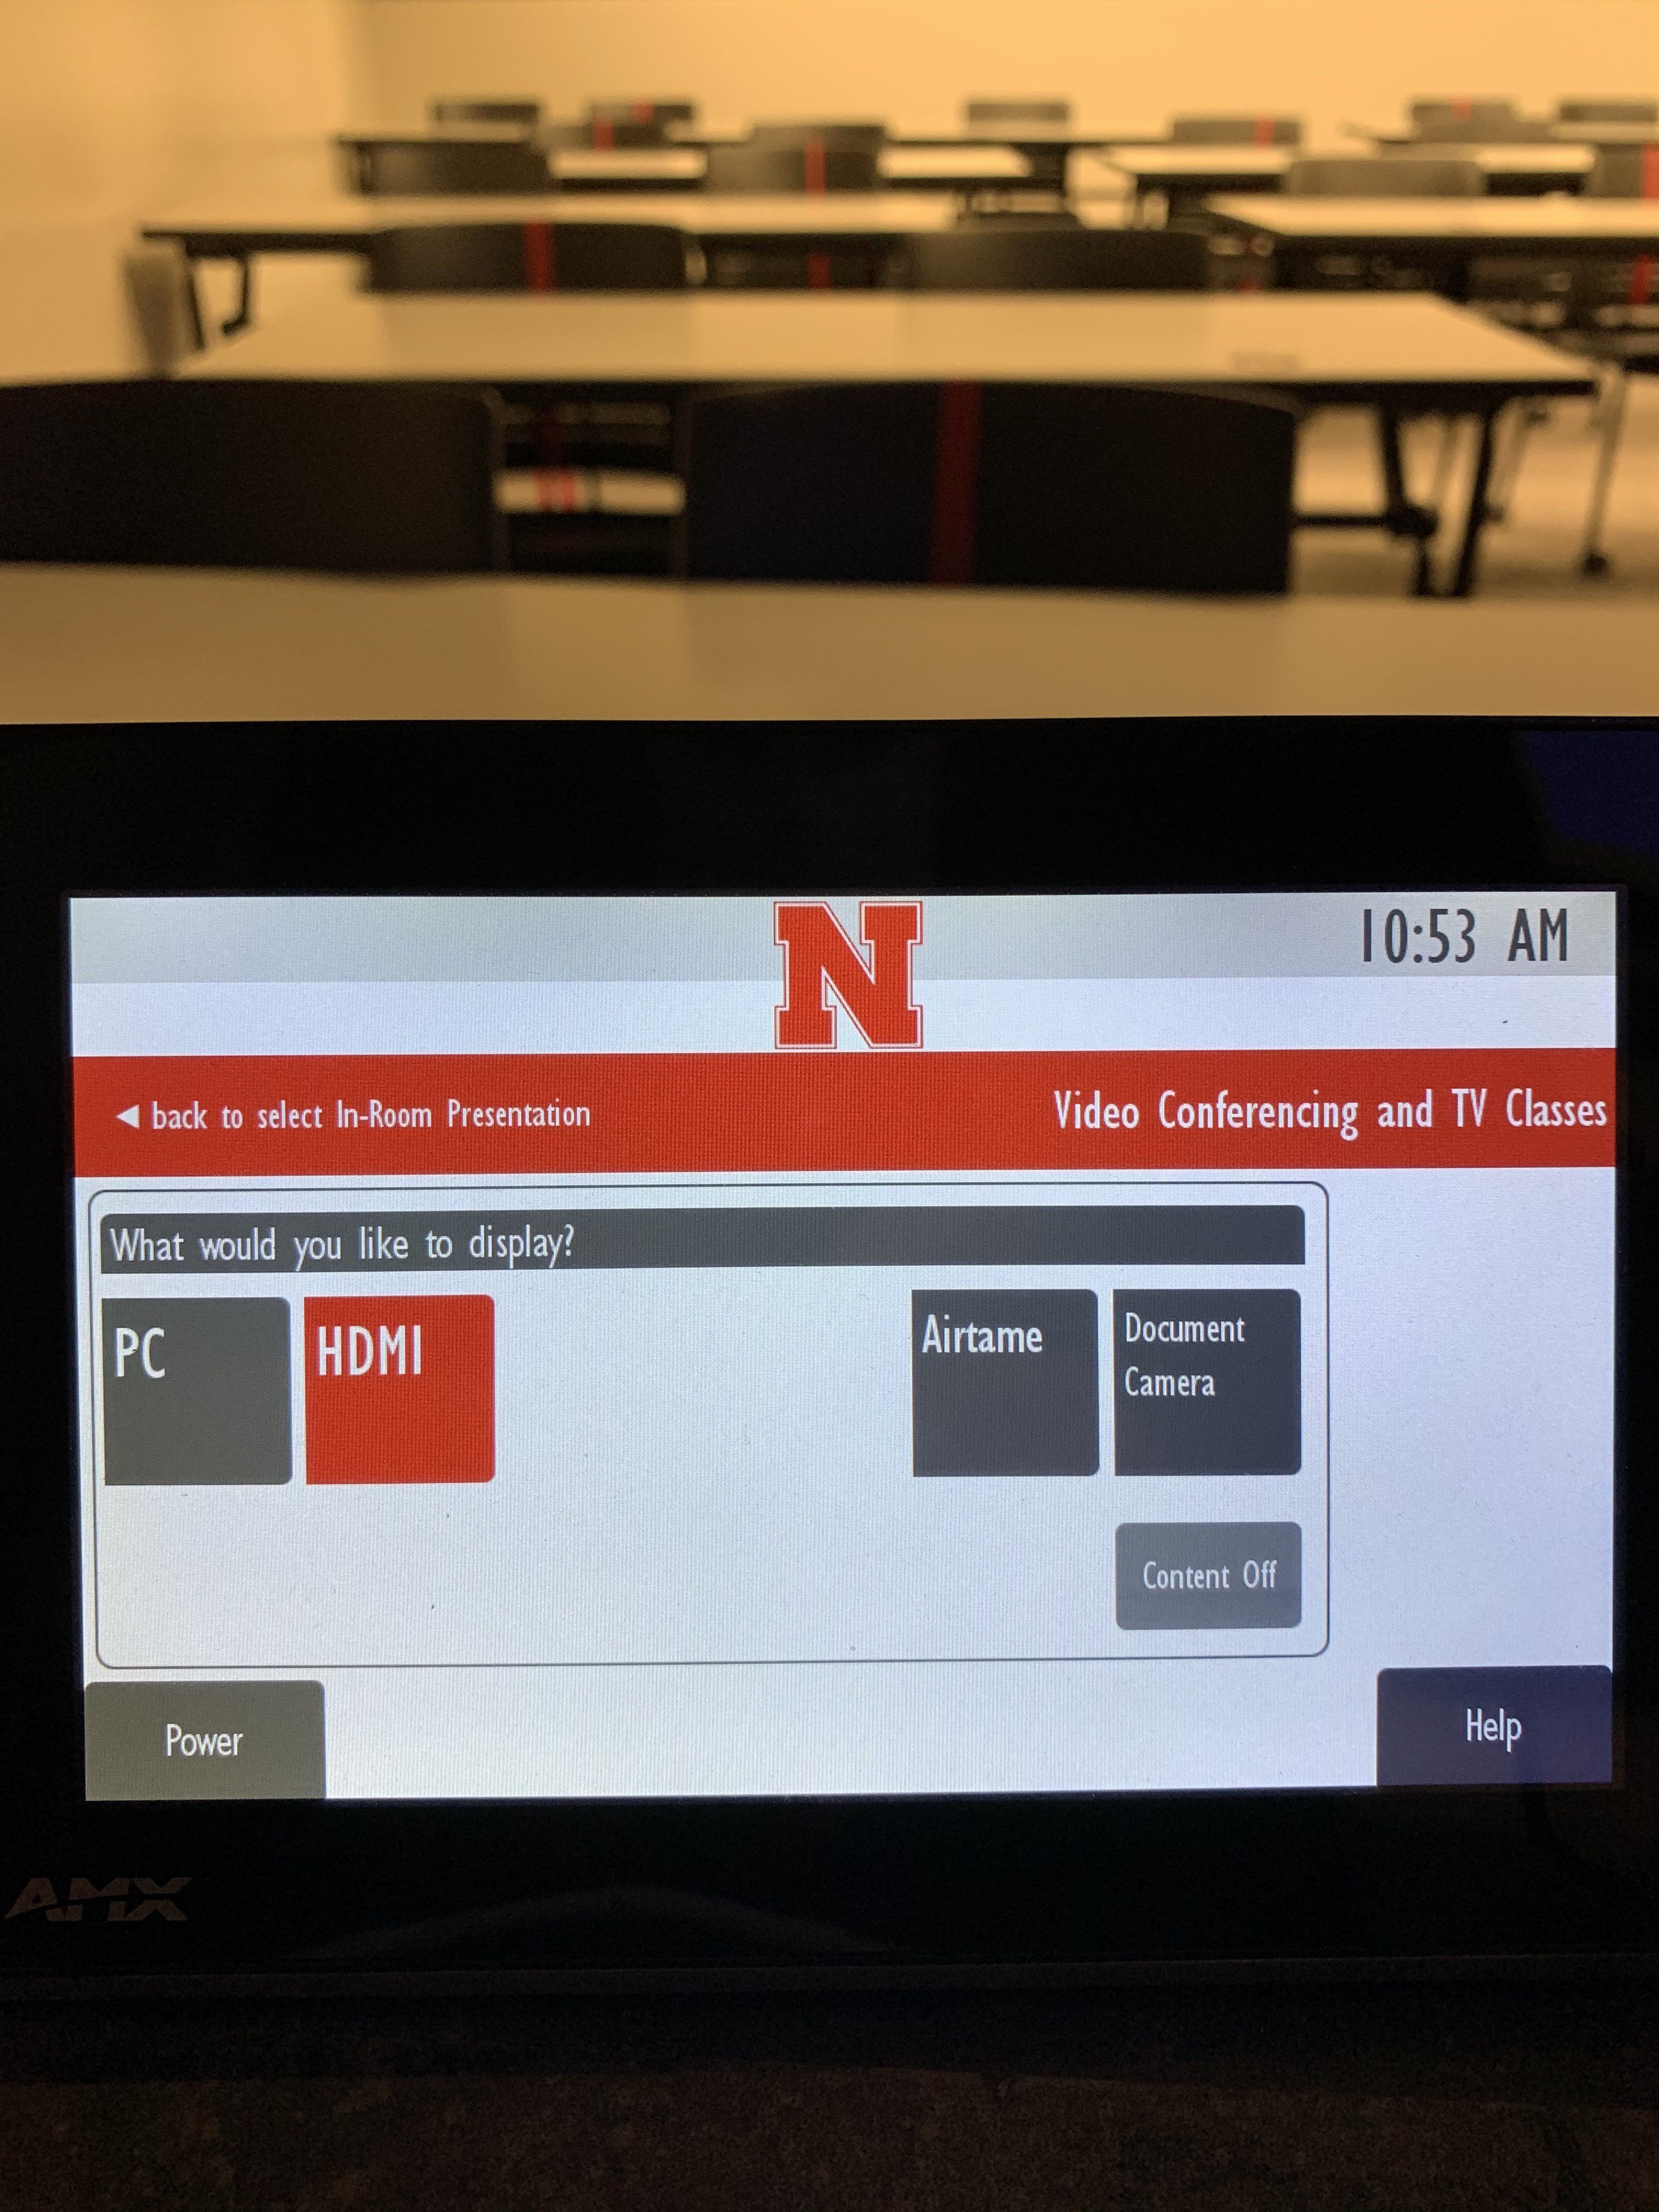 N
10:53 AM
◀ back to select In-Room Presentation
Video Conferencing and TV Classes
What would you like to display?
PC
HDMI
Airtame
Document
Camera
Content Off
Power
Help
AMX